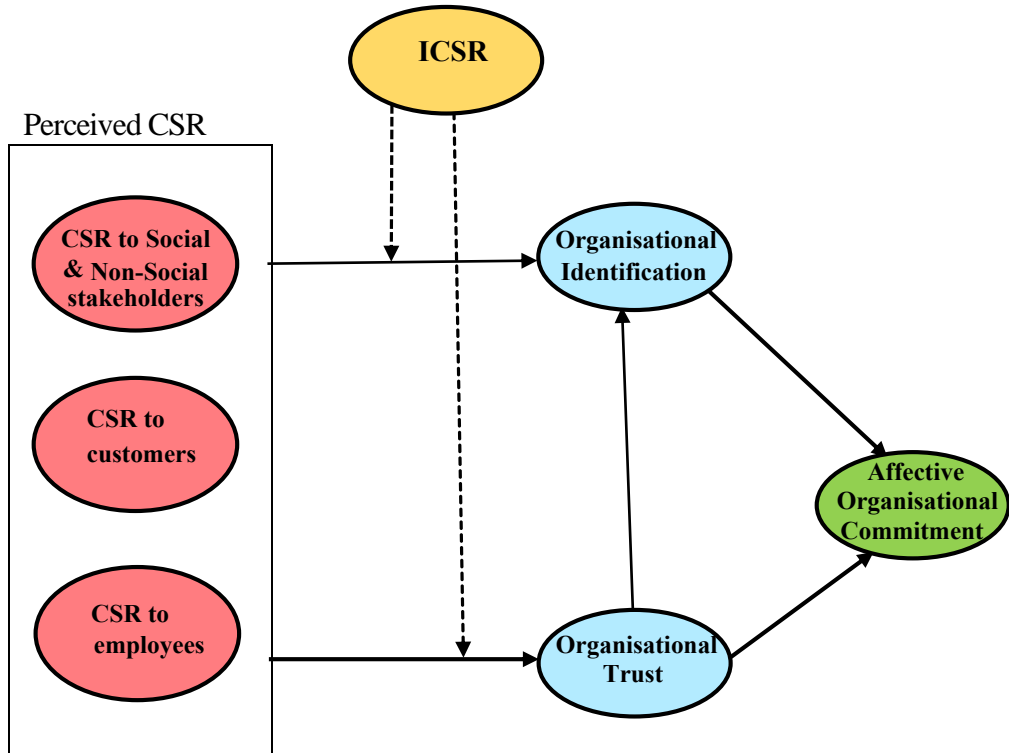 ICSR
Perceived CSR
CSR to Social
& Non-Social
stakeholders
Organisational
Identification
CSR to
customers
Affective
Organisational
Commitment
CSR to
employees
Organisational
Trust